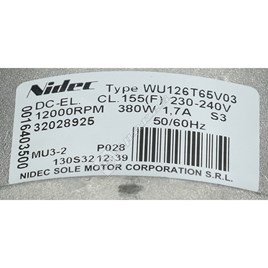 Nidec Type WU126T65V03
DC-EL. CL.155(F) 230-240V
12000RPM 380W 1,7A S3
32028925 50/60Hz
0016403500
MU3-2 P028
130S3212:39
NIDEC SOLE MOTOR CORPORATION S.R.L.